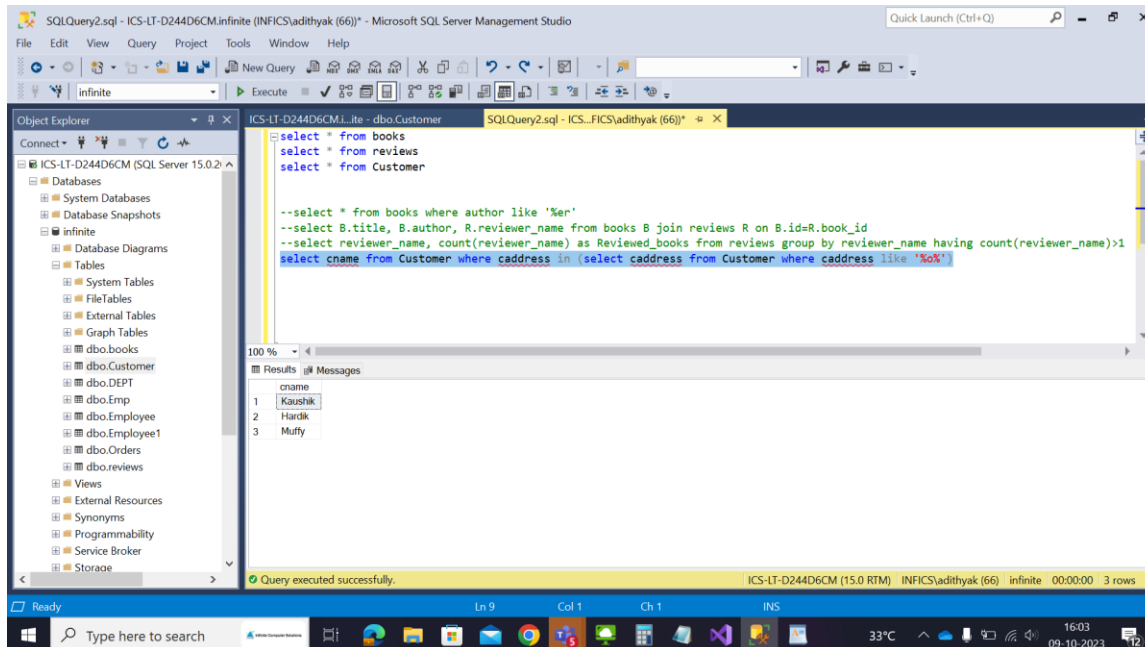 SQLQuery2.sql - ICS-LT-D244D6CM.infinite (INFICS\adithyak (66))* - Microsoft SQL Server Management Studio
Quick Launch (Ctrl+Q)
File Edit View Query Project Tools Window Help
New Query
infinite Execute
Object Explorer
ICS-LT-D244D6CM.i...ite - dbo.Customer SQLQuery2.sql - ICS...FICS\adithyak (66))*
Connect
ICS-LT-D244D6CM (SQL Server 15.0.2
Databases
System Databases
Database Snapshots
infinite
Database Diagrams
Tables
System Tables
FileTables
External Tables
Graph Tables
dbo.books
dbo.Customer
dbo.DEPT
dbo.Emp
dbo.Employee
dbo.Employee1
dbo.Orders
dbo.reviews
Views
External Resources
Synonyms
Programmability
Service Broker
Storage
select * from books
select * from reviews
select * from Customer
--select * from books where author like '%er'
--select B.title, B.author, R.reviewer_name from books B join reviews R on B.id=R.book_id
--select reviewer_name, count(reviewer_name) as Reviewed_books from reviews group by reviewer_name having count(reviewer_name)>1
select cname from Customer where caddress in (select caddress from Customer where caddress like '%o%')
100 %
Results Messages
cname
1 Kaushik
2 Hardik
3 Muffy
Query executed successfully. ICS-LT-D244D6CM (15.0 RTM) INFICS\adithyak (66) infinite 00:00:00 3 rows
Ready Ln 9 Col 1 Ch 1 INS
Type here to search
33°C
16:03
09-10-2023